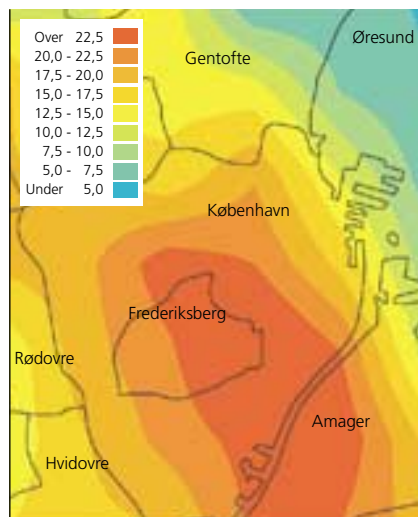 Over 22,5
20,0 - 22,5
17,5 - 20,0
15,0 - 17,5
12,5 - 15,0
10,0 - 12,5
7,5 - 10,0
5,0 - 7,5
Under 5,0
Øresund
Gentofte
København
Frederiksberg
Rødovre
Amager
Hvidovre